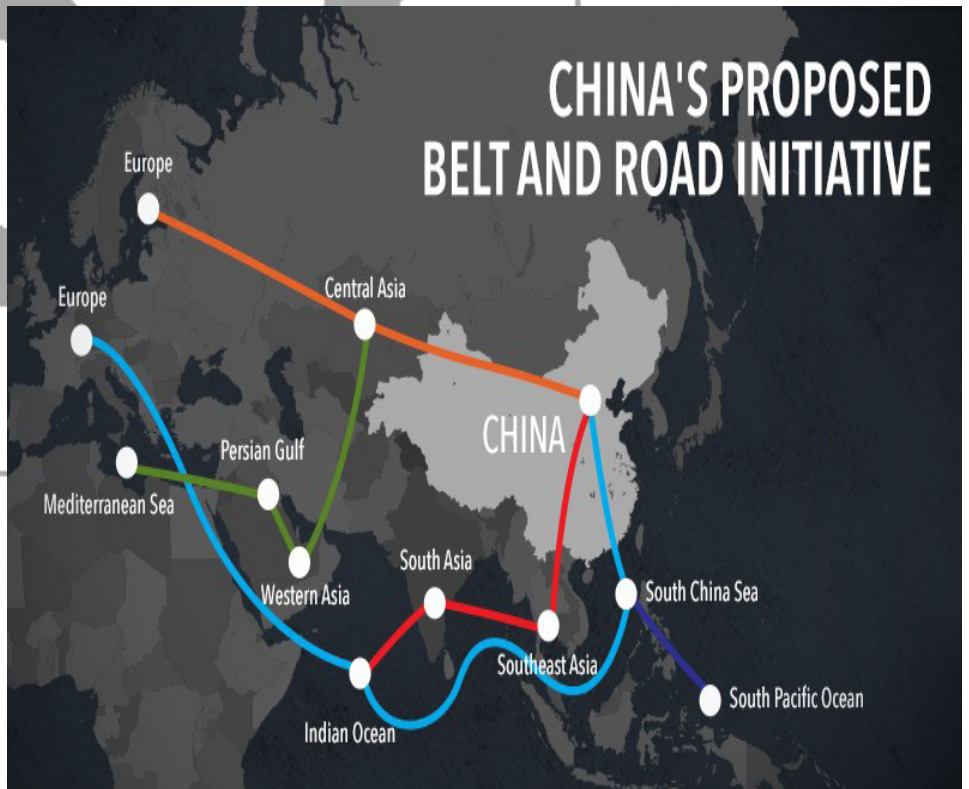 CHINA'S PROPOSED
BELT AND ROAD INITIATIVE
Europe
Europe
Central Asia
CHINA
Persian Gulf
Mediterranean Sea
South Asia
Western Asia
South China Sea
Southeast Asia
South Pacific Ocean
Indian Ocean